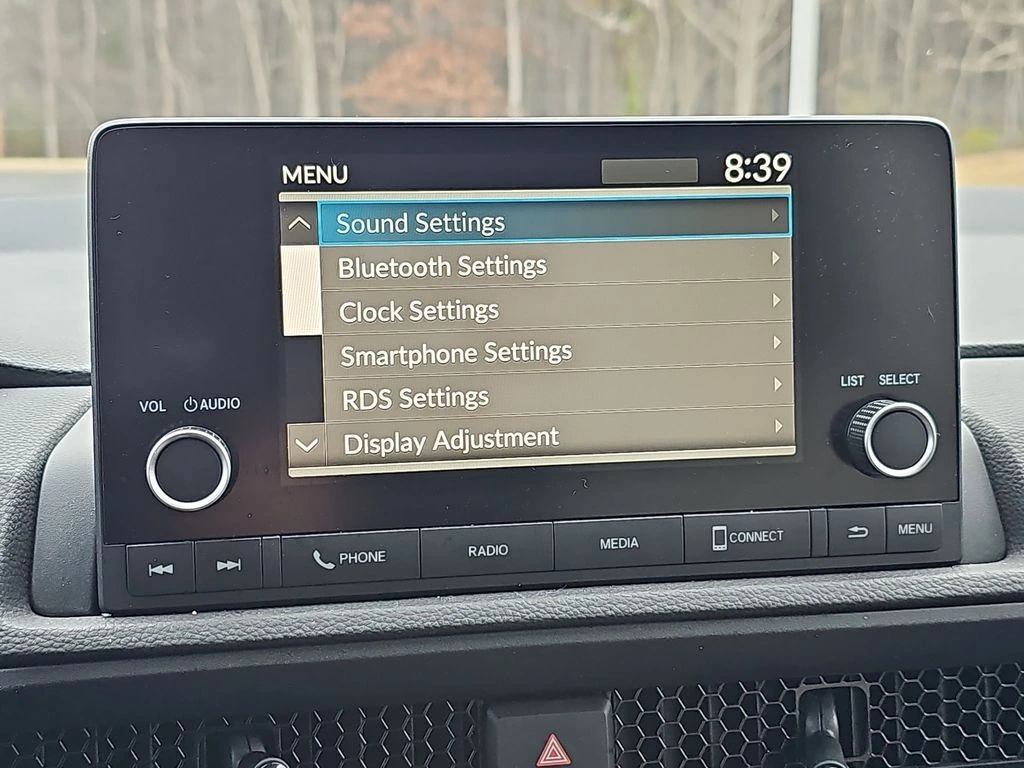 MENU 8:39
Sound Settings
Bluetooth Settings
Clock Settings
Smartphone Settings
RDS Settings
Display Adjustment
VOL AUDIO
LIST SELECT
PHONE RADIO MEDIA CONNECT MENU